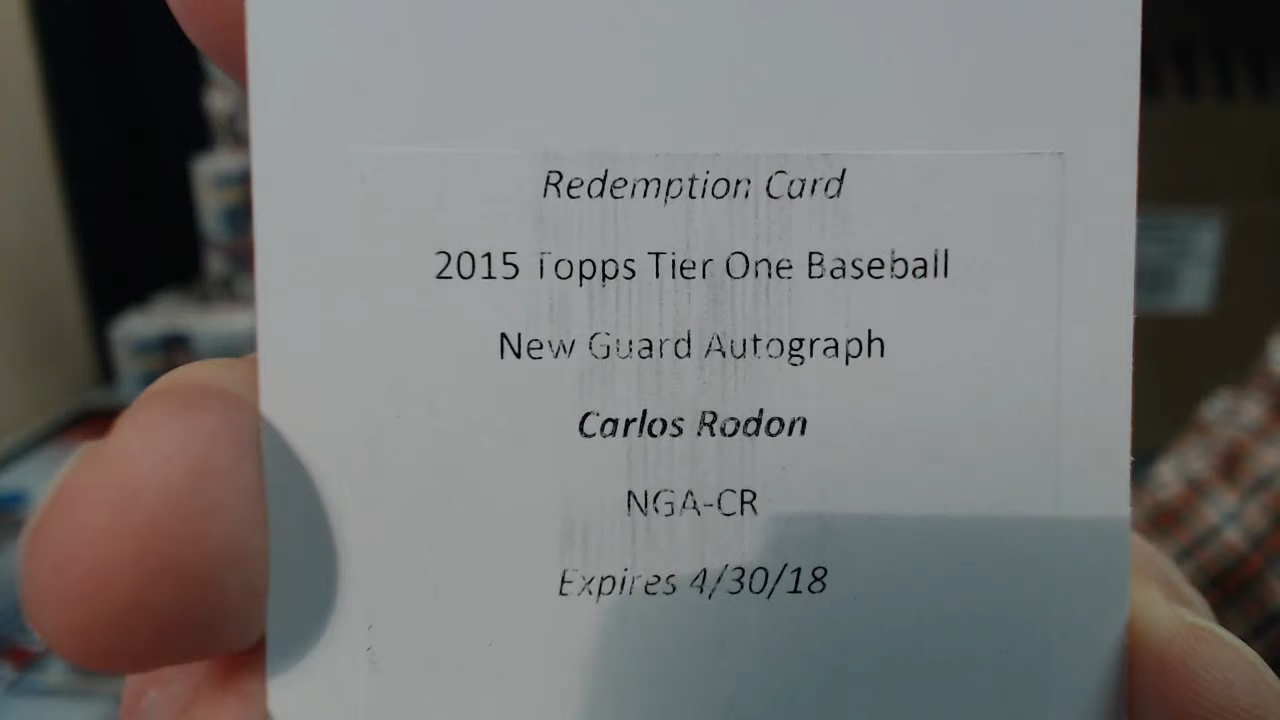 Redemption Card
2015 Topps Tier One Baseball
New Guard Autograph
Carlos Rodon
NGA-CR
Expires 4/30/18